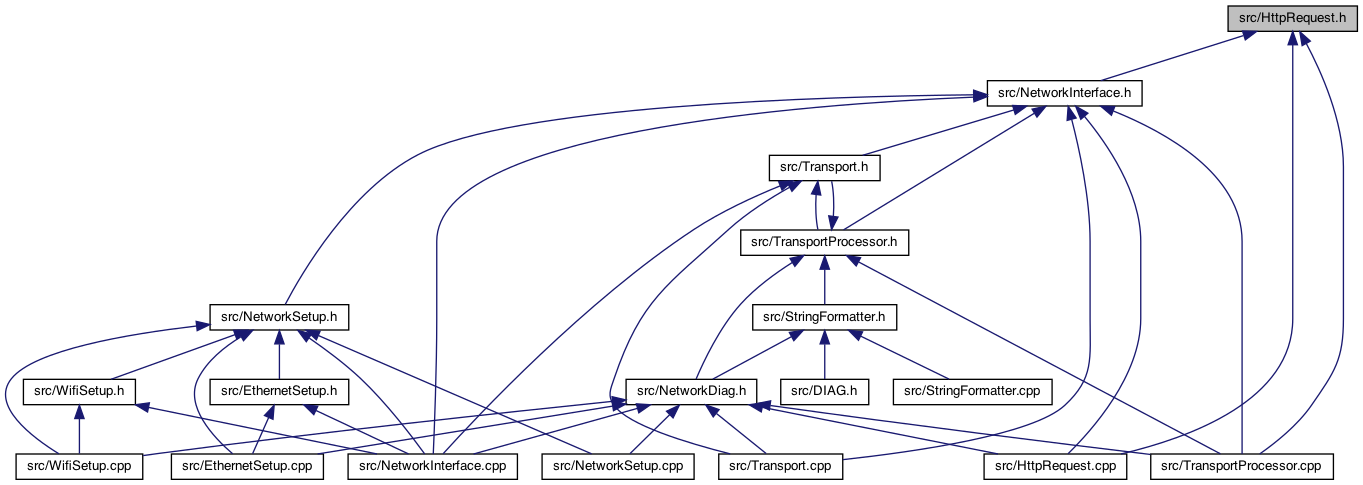 src/HttpRequest.h
src/NetworkInterface.h
src/Transport.h
src/TransportProcessor.h
src/NetworkSetup.h
src/StringFormatter.h
src/WifiSetup.h
src/EthernetSetup.h
src/NetworkDiag.h
src/DIAG.h
src/StringFormatter.cpp
src/WifiSetup.cpp
src/EthernetSetup.cpp
src/NetworkInterface.cpp
src/NetworkSetup.cpp
src/Transport.cpp
src/HttpRequest.cpp
src/TransportProcessor.cpp